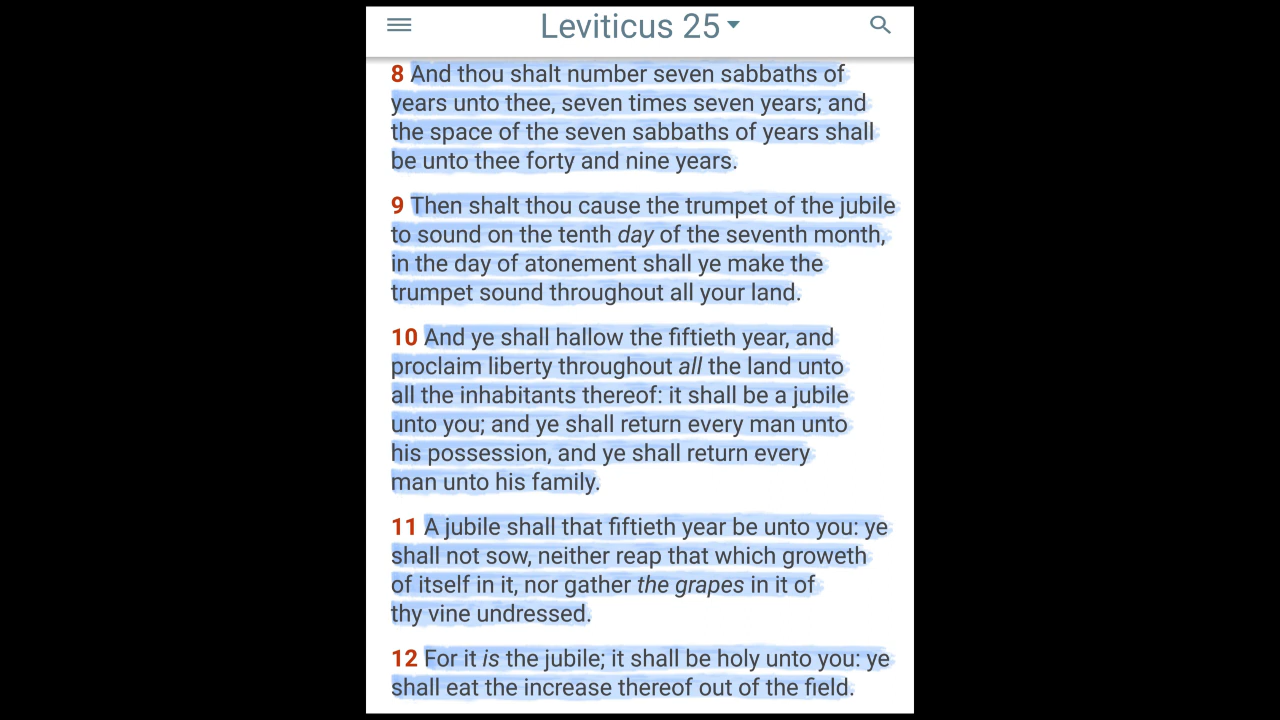 Leviticus 25
8 And thou shalt number seven sabbaths of
years unto thee, seven times seven years; and
the space of the seven sabbaths of years shall
be unto thee forty and nine years.
9 Then shalt thou cause the trumpet of the jubile
to sound on the tenth day of the seventh month,
in the day of atonement shall ye make the
trumpet sound throughout all your land.
10 And ye shall hallow the fiftieth year, and
proclaim liberty throughout all the land unto
all the inhabitants thereof: it shall be a jubile
unto you; and ye shall return every man unto
his possession, and ye shall return every
man unto his family.
11 A jubile shall that fiftieth year be unto you: ye
shall not sow, neither reap that which groweth
of itself in it, nor gather the grapes in it of
thy vine undressed.
12 For it is the jubile; it shall be holy unto you: ye
shall eat the increase thereof out of the field.